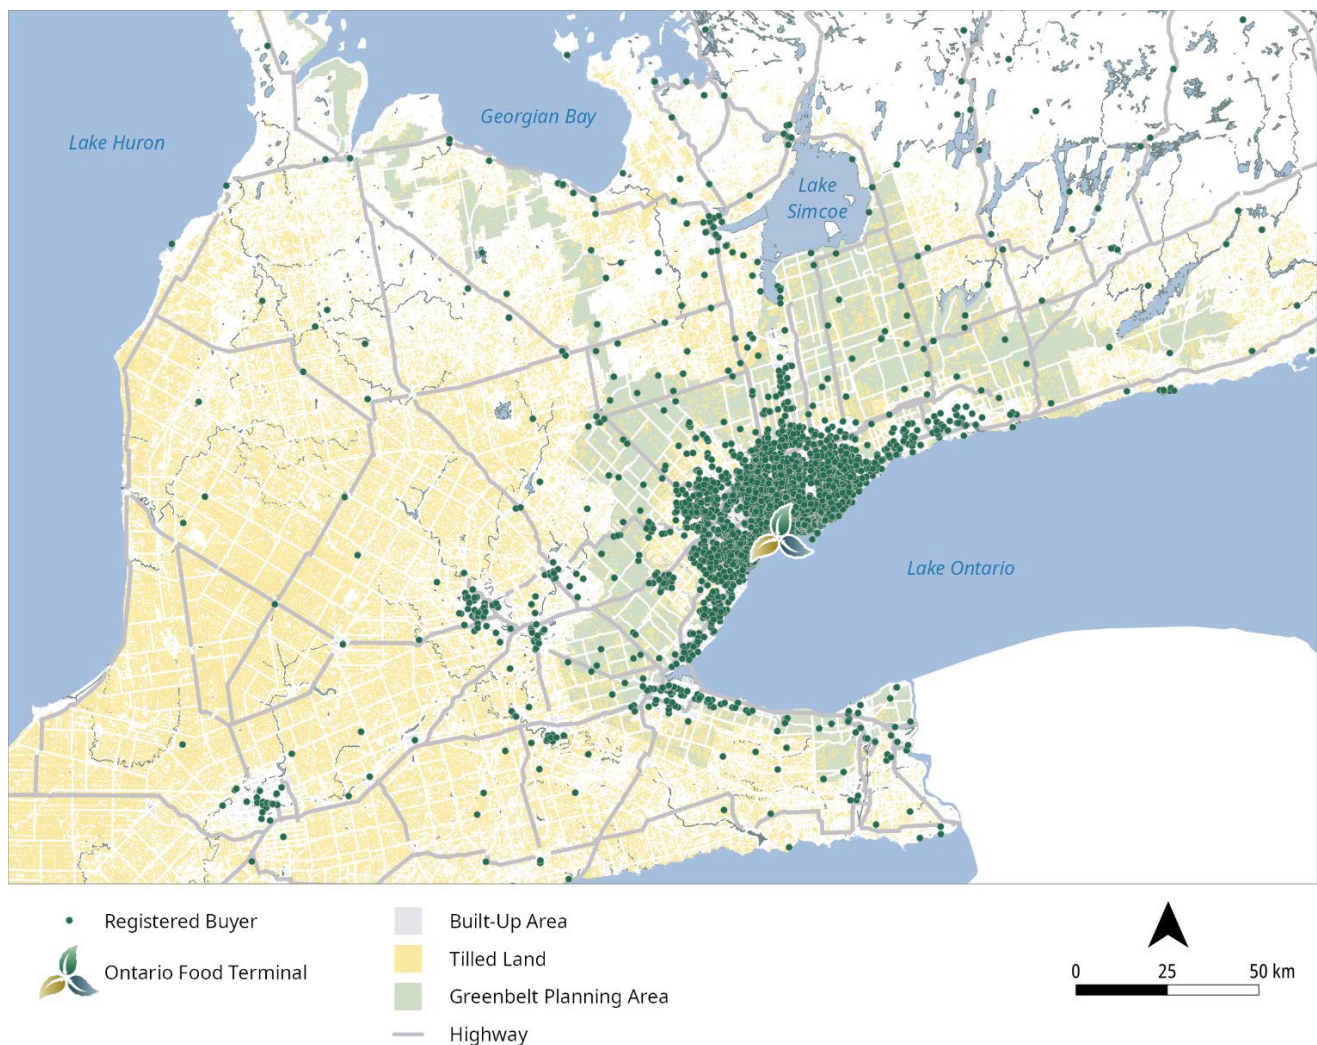 Georgian Bay
Lake Huron
Lake
Simcoe
Lake Ontario
Registered Buyer
Ontario Food Terminal
Built-Up Area
Tilled Land
Greenbelt Planning Area
Highway
0 25 50 km